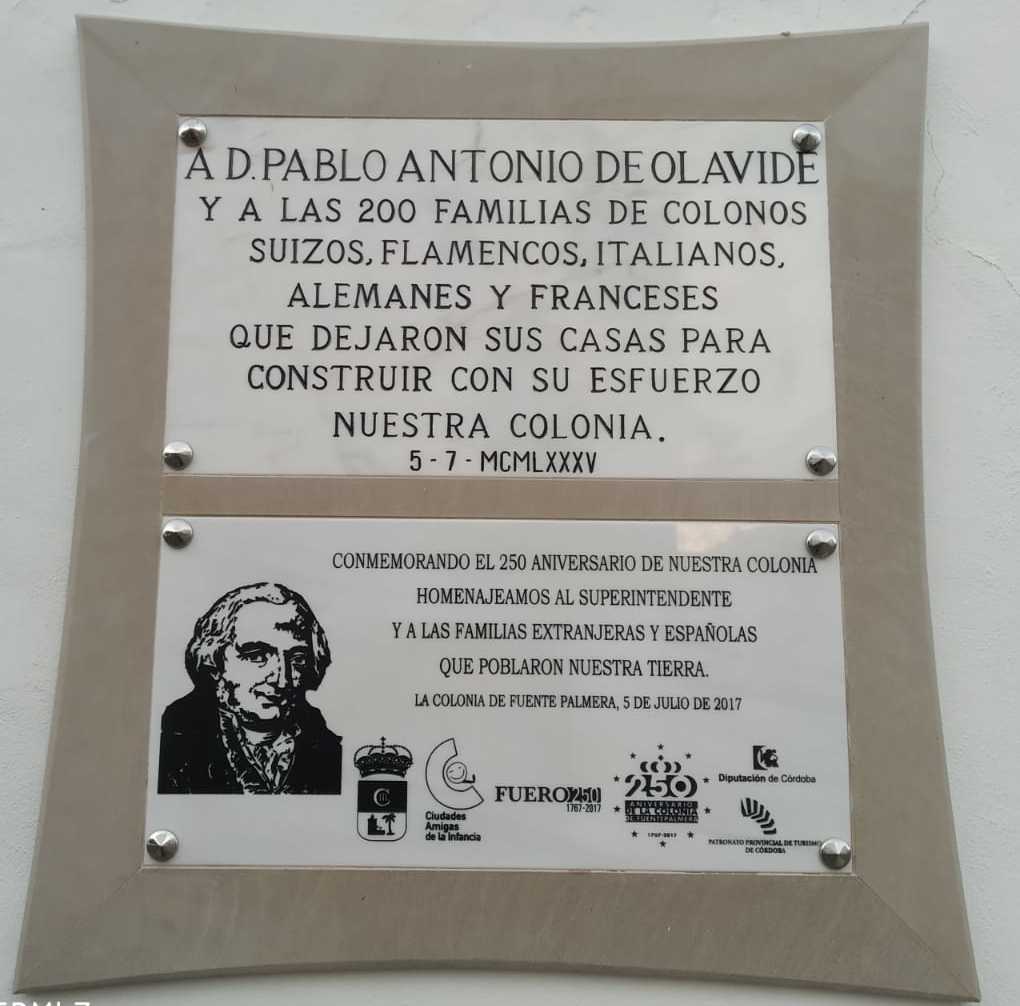 A D. PABLO ANTONIO DE OLAVIDE
Y A LAS 200 FAMILIAS DE COLONOS
SUIZOS, FLAMENCOS, ITALIANOS,
ALEMANES Y FRANCESES
QUE DEJARON SUS CASAS PARA
CONSTRUIR CON SU ESFUERZO
NUESTRA COLONIA.
5 - 7 - MCMLXXXV
CONMEMORANDO EL 250 ANIVERSARIO DE NUESTRA COLONIA
HOMENAJEAMOS AL SUPERINTENDENTE
Y A LAS FAMILIAS EXTRANJERAS Y ESPAÑOLAS
QUE POBLARON NUESTRA TIERRA.
LA COLONIA DE FUENTE PALMERA, 5 DE JULIO DE 2017
Ciudades
Amigas
de la Infancia
FUERO250
1767-2017
250
ANIVERSARIO
DE LA COLONIA
DE FUENTE PALMERA
1767-2017
Diputación de Córdoba
PATRONATO PROVINCIAL DE TURISMO
DE CÓRDOBA